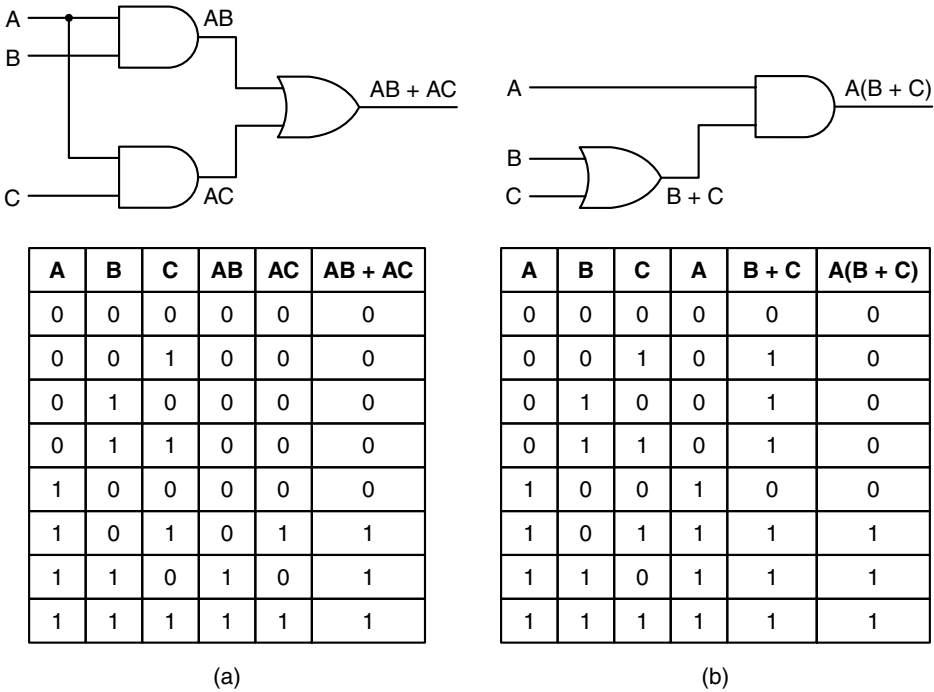 A
B
C
AB
AC
AB + AC
A
B
C
B + C
A(B + C)
A B C AB AC AB + AC
0 0 0 0 0 0
0 0 1 0 0 0
0 1 0 0 0 0
0 1 1 0 0 0
1 0 0 0 0 0
1 0 1 0 1 1
1 1 0 1 0 1
1 1 1 1 1 1
(a)
A B C A B + C A(B + C)
0 0 0 0 0 0
0 0 1 0 1 0
0 1 0 0 1 0
0 1 1 0 1 0
1 0 0 1 0 0
1 0 1 1 1 1
1 1 0 1 1 1
1 1 1 1 1 1
(b)